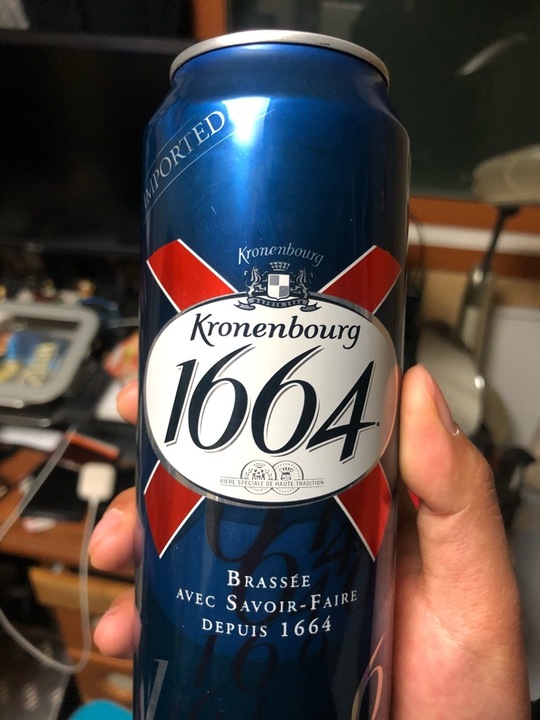 IMPORTED
Kronenbourg
Kronenbourg
1664
BIÈRE SPÉCIALE DE HAUTE TRADITION
BRASSÉE
AVEC SAVOIR-FAIRE
DEPUIS 1664